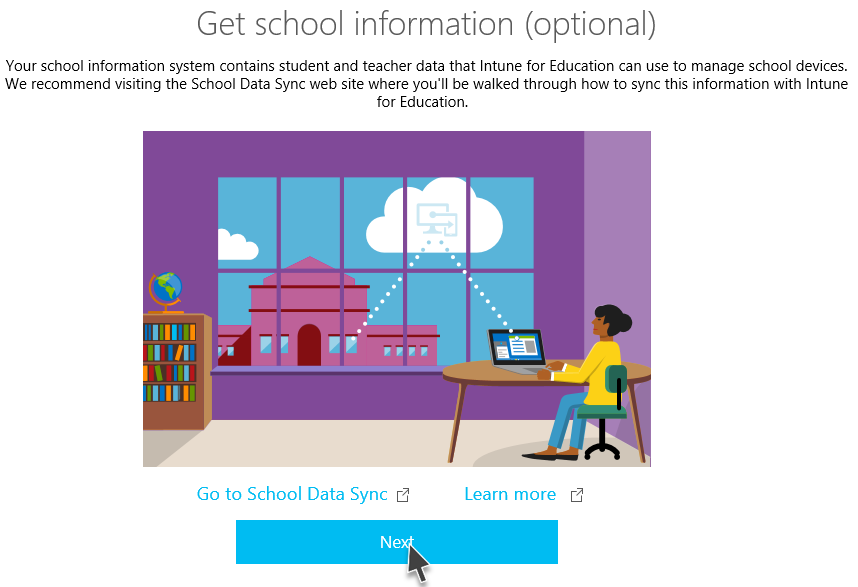 Get school information (optional)
Your school information system contains student and teacher data that Intune for Education can use to manage school devices.
We recommend visiting the School Data Sync web site where you'll be walked through how to sync this information with Intune
for Education.
Go to School Data Sync
Learn more
Next